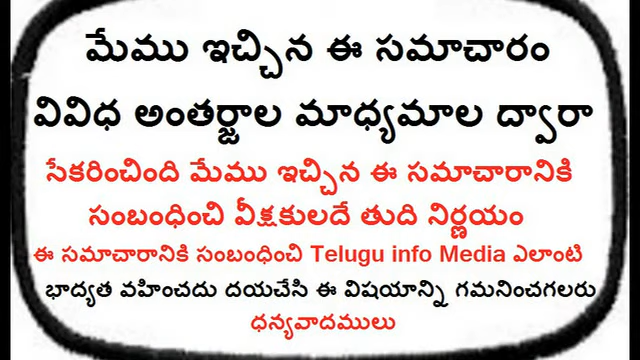 మేము ఇచ్చిన ఈ సమాచారం
వివిధ అంతర్జాల మాధ్యమాల ద్వారా
సేకరించింది మేము ఇచ్చిన ఈ సమాచారానికి
సంబంధించి వీక్షకులదే తుది నిర్ణయం
ఈ సమాచారానికి సంబంధించి Telugu info Media ఎలాంటి
భాద్యత వహించదు దయచేసి ఈ విషయాన్ని గమనించగలరు
ధన్యవాదములు